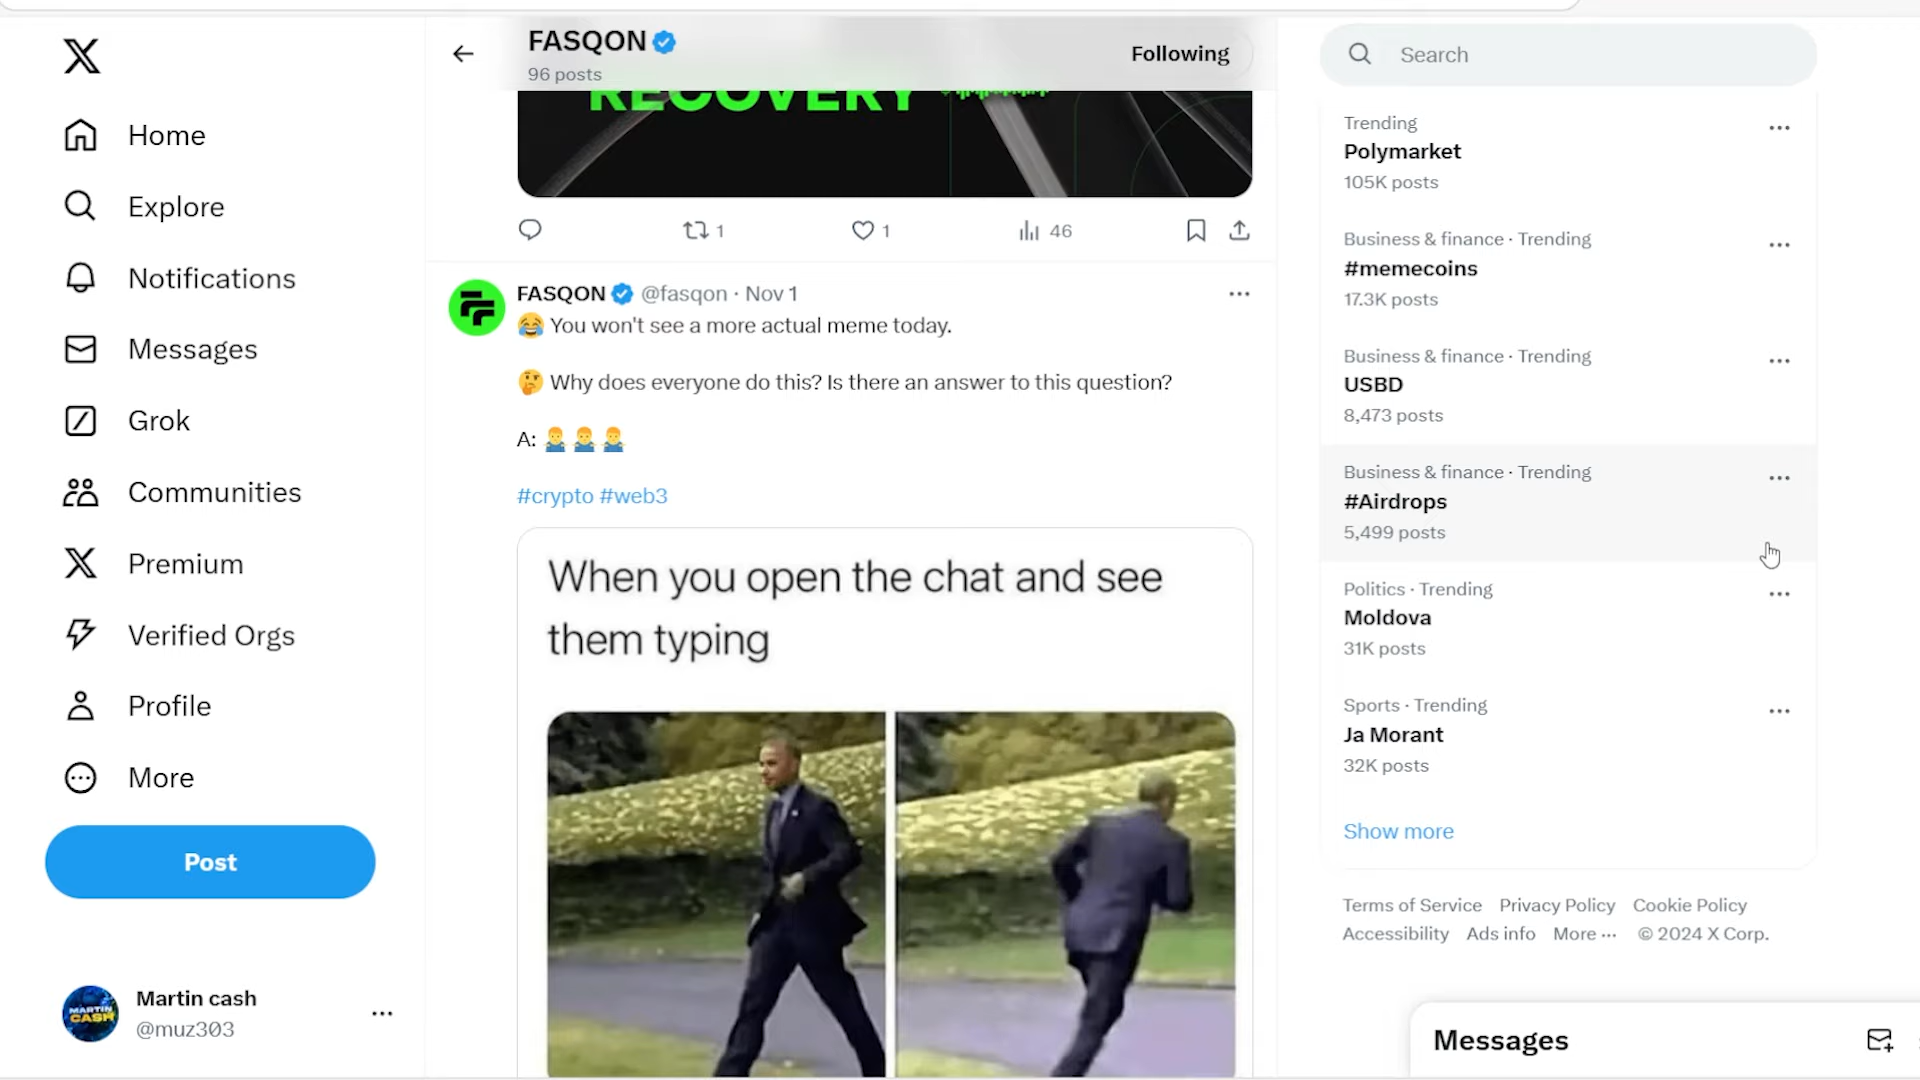 Home
Explore
Notifications
Messages
Grok
Communities
Premium
Verified Orgs
Profile
More
Post
MARTIN
CASH
Martin cash
@muz303
FASQON
96 posts
Following
RECOVERY
1
1
46
FASQON @fasqon · Nov 1
😂 You won't see a more actual meme today.
🤔 Why does everyone do this? Is there an answer to this question?
A: 🤷‍♂️🤷‍♂️🤷‍♂️
#crypto #web3
When you open the chat and see
them typing
Search
Trending
Polymarket
105K posts
Business & finance · Trending
#memecoins
17.3K posts
Business & finance · Trending
USBD
8,473 posts
Business & finance · Trending
#Airdrops
5,499 posts
Politics · Trending
Moldova
31K posts
Sports · Trending
Ja Morant
32K posts
Show more
Terms of Service Privacy Policy Cookie Policy
Accessibility Ads info More ··· © 2024 X Corp.
Messages